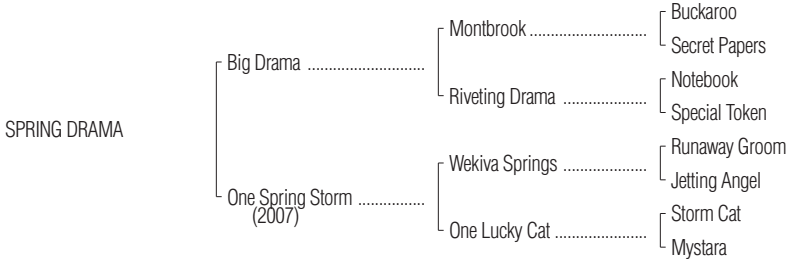 Buckaroo
Montbrook ............................
Secret Papers
Big Drama ............................
Notebook
Riveting Drama ....................
Special Token
SPRING DRAMA
Runaway Groom
Wekiva Springs ....................
Jetting Angel
One Spring Storm ................
(2007)
Storm Cat
One Lucky Cat ......................
Mystara